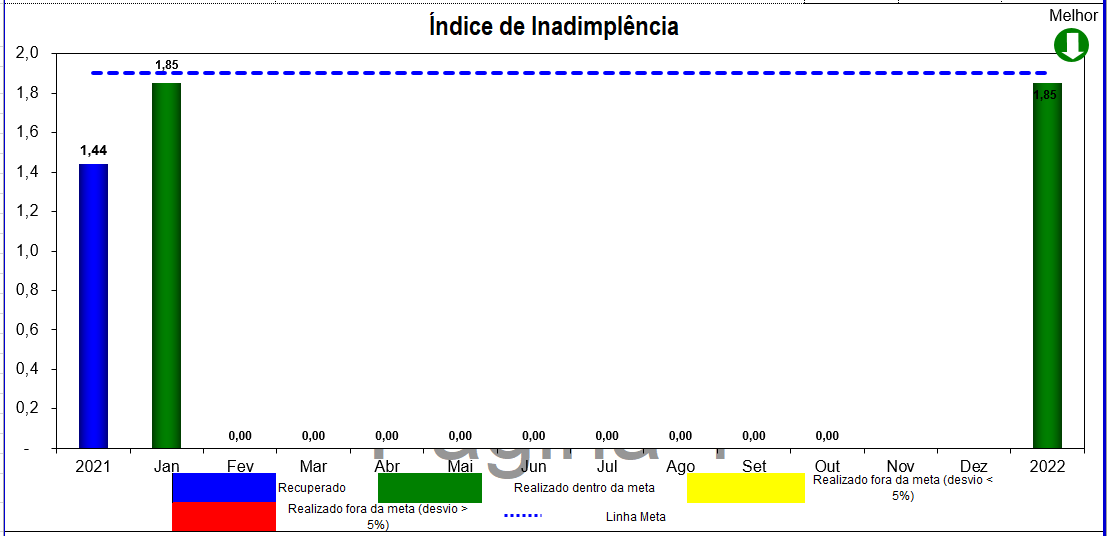 Índice de Inadimplência
Melhor
2,0
1,8
1,6
1,4
1,2
1,0
0,8
0,6
0,4
0,2
-
1,44
1,85
0,00 0,00 0,00 0,00 0,00 0,00 0,00 0,00 0,00
1,85
2021 Jan Fev Mar Abr Mai Jun Jul Ago Set Out Nov Dez 2022
Recuperado
Realizado dentro da meta
Realizado fora da meta (desvio <
5%)
Realizado fora da meta (desvio >
5%)
Linha Meta